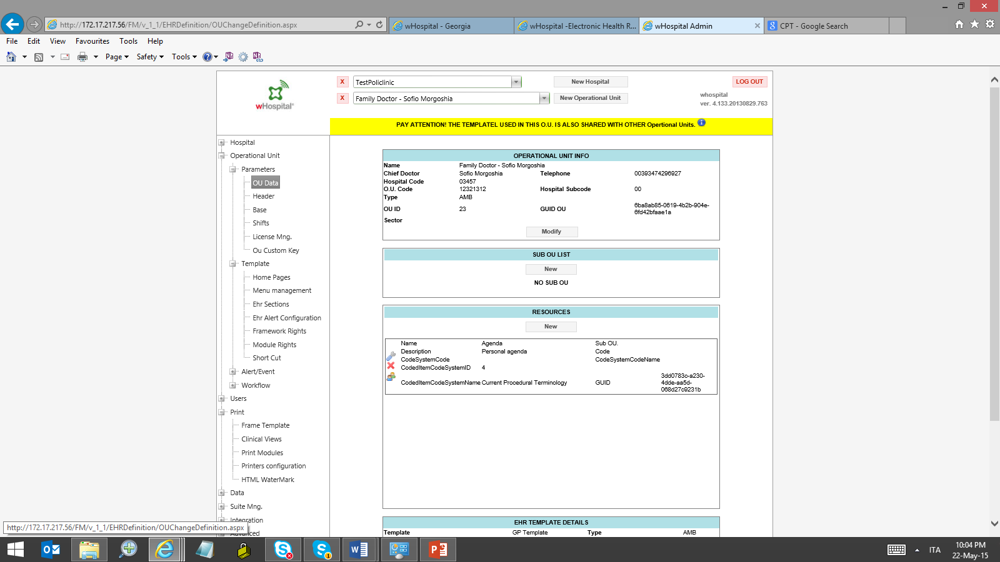 http://172.17.217.56/FM/v_1_1/EHRDefinition/OUChangeDefinition.aspx
wHospital - Georgia
wHospital -Electronic Health R...
wHospital Admin
CPT - Google Search
File Edit View Favourites Tools Help
Page Safety Tools
wHospital
X TestPoliclinic New Hospital LOG OUT
X Family Doctor - Sofio Morgoshia New Operational Unit
whospital
ver. 4.133.20130829.763
PAY ATTENTION! THE TEMPLATEL USED IN THIS O.U. IS ALSO SHARED WITH OTHER Opertional Units.
Hospital
Operational Unit
Parameters
OU Data
Header
Base
Shifts
License Mng.
Ou Custom Key
Template
Home Pages
Menu management
Ehr Sections
Ehr Alert Configuration
Framework Rights
Module Rights
Short Cut
Alert/Event
Workflow
Users
Print
Frame Template
Clinical Views
Print Modules
Printers configuration
HTML WaterMark
Data
Suite Mng.
Integration
Advanced
OPERATIONAL UNIT INFO
Name Family Doctor - Sofio Morgoshia
Chief Doctor Sofio Morgoshia Telephone 00393474296927
Hospital Code 03457
O.U. Code 12321312 Hospital Subcode 00
Type AMB
OU ID 23 GUID OU 6ba8ab85-0619-4b2b-904e-
6fd42bfaae1a
Sector
Modify
SUB OU LIST
New
NO SUB OU
RESOURCES
New
Name Agenda Sub OU.
Description Personal agenda Code
CodeSystemCode CodeSystemCodeName
CodedItemCodeSystemID 4
CodedItemCodeSystemName Current Procedural Terminology GUID 3dd0783c-a230-
4dde-aa5d-
068d27c9231b
EHR TEMPLATE DETAILS
Template GP Template Type AMB
http://172.17.217.56/FM/v_1_1/EHRDefinition/OUChangeDefinition.aspx
ITA
10:04 PM
22-May-15